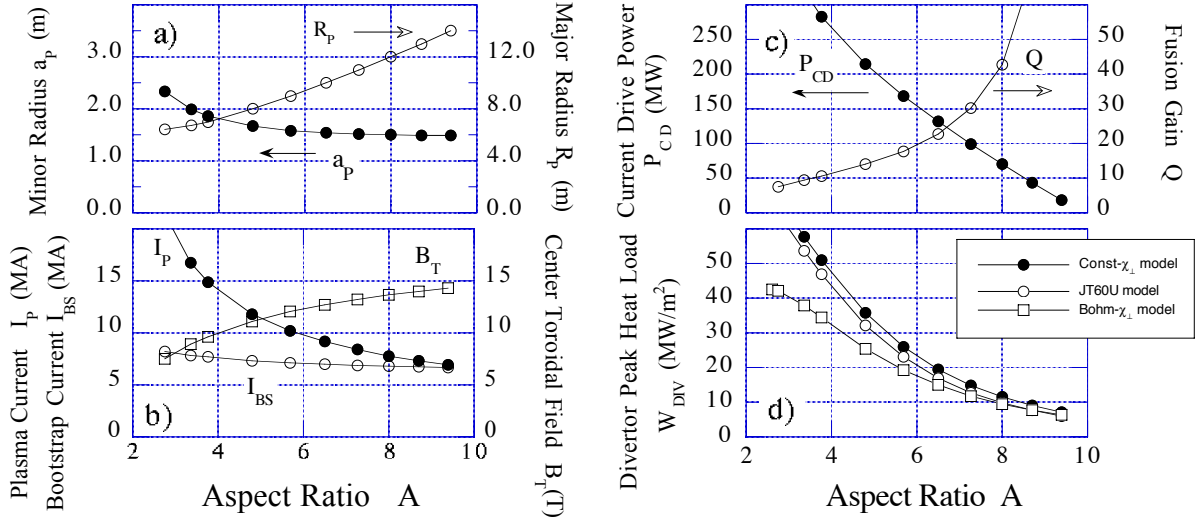 Minor Radius a_P (m)
3.0
2.0
1.0
0.0
a)
R_P
a_P
12.0
8.0
4.0
0.0
Major Radius R_P (m)
Plasma Current I_P (MA)
Bootstrap Current I_BS (MA)
15
10
5
0
b)
I_P
B_T
I_BS
15
10
5
0
Center Toroidal Field B_T(T)
2 4 6 8 10
Aspect Ratio A
Current Drive Power
P_CD (MW)
300
250
200
150
100
50
0
c)
P_CD
Q
50
40
30
20
10
0
Fusion Gain Q
Divertor Peak Heat Load
W_DIV (MW/m²)
50
40
30
20
10
0
d)
Const-χ⊥ model
JT60U model
Bohm-χ⊥ model
2 4 6 8 10
Aspect Ratio A